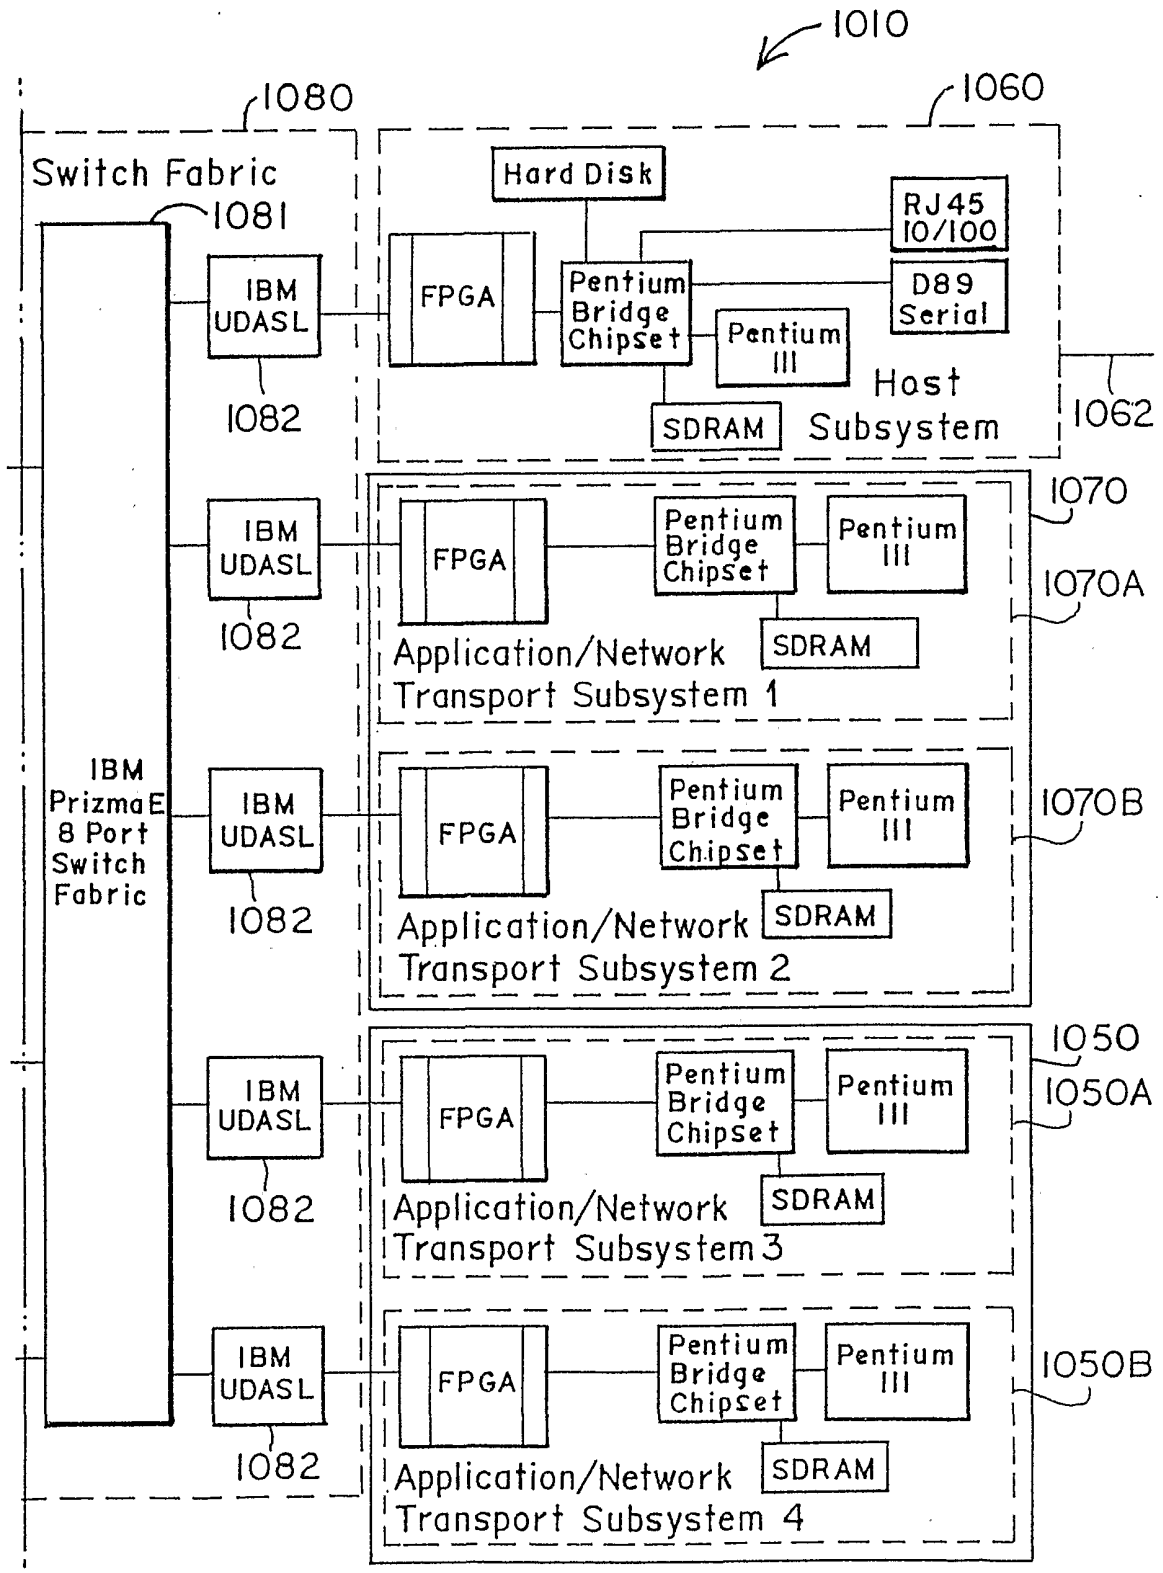 1010
1080
1060
Switch Fabric
1081
IBM
Prizma E
8 Port
Switch
Fabric
IBM
UDASL
1082
Hard Disk
FPGA
Pentium
Bridge
Chipset
RJ45
10/100
D89
Serial
Pentium
III
SDRAM
Host
Subsystem
1062
IBM
UDASL
1082
FPGA
Pentium
Bridge
Chipset
Pentium
III
SDRAM
Application/Network
Transport Subsystem 1
1070
1070A
IBM
UDASL
1082
FPGA
Pentium
Bridge
Chipset
Pentium
III
SDRAM
Application/Network
Transport Subsystem 2
1070B
IBM
UDASL
1082
FPGA
Pentium
Bridge
Chipset
Pentium
III
SDRAM
Application/Network
Transport Subsystem 3
1050
1050A
IBM
UDASL
1082
FPGA
Pentium
Bridge
Chipset
Pentium
III
SDRAM
Application/Network
Transport Subsystem 4
1050B